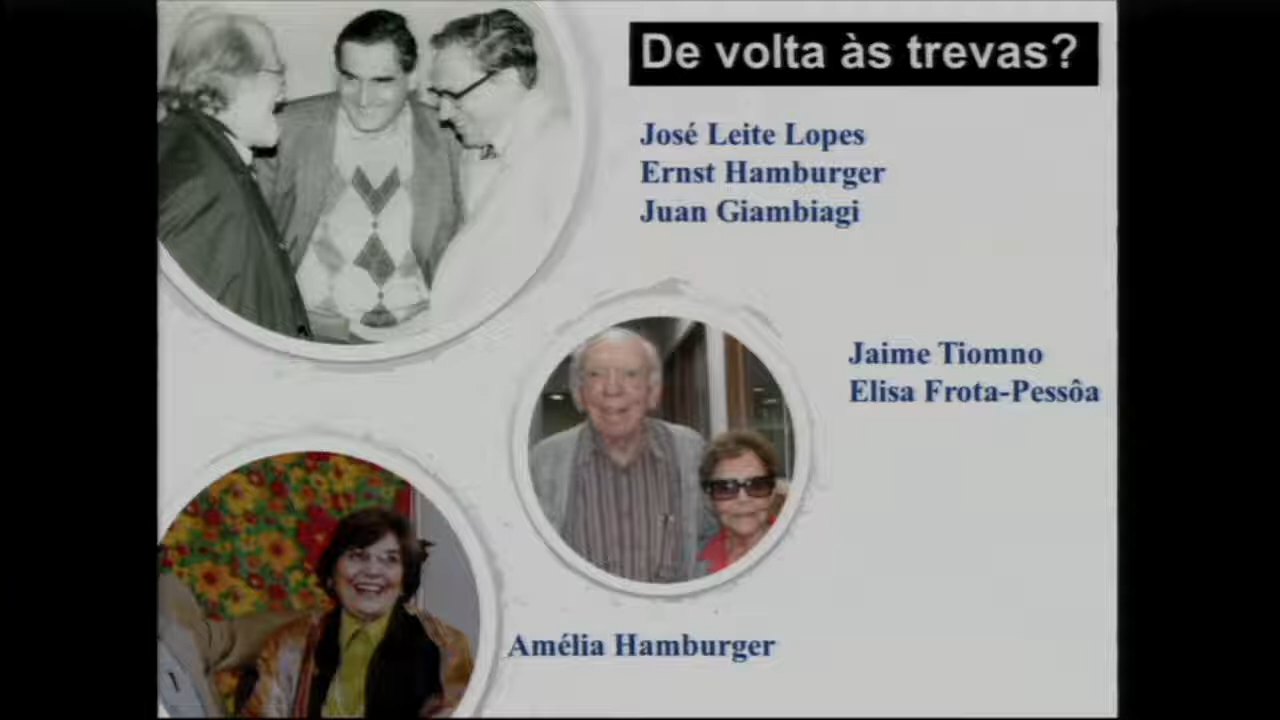 De volta às trevas?
José Leite Lopes
Ernst Hamburger
Juan Giambiagi
Jaime Tiomno
Elisa Frota-Pessôa
Amélia Hamburger